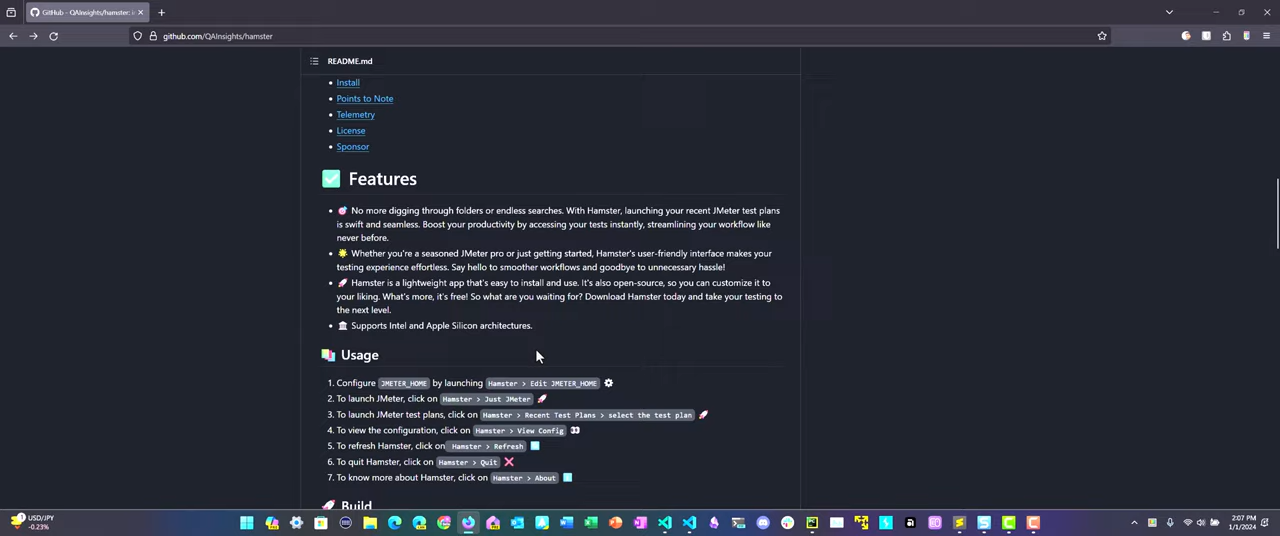 GitHub - QAInsights/hamster: i
github.com/QAInsights/hamster
README.md
Install
Points to Note
Telemetry
License
Sponsor
Features
No more digging through folders or endless searches. With Hamster, launching your recent JMeter test plans
is swift and seamless. Boost your productivity by accessing your tests instantly, streamlining your workflow like
never before.
Whether you're a seasoned JMeter pro or just getting started, Hamster's user-friendly interface makes your
testing experience effortless. Say hello to smoother workflows and goodbye to unnecessary hassle!
Hamster is a lightweight app that's easy to install and use. It's also open-source, so you can customize it to
your liking. What's more, it's free! So what are you waiting for? Download Hamster today and take your testing to
the next level.
Supports Intel and Apple Silicon architectures.
Usage
1. Configure JMETER_HOME by launching Hamster > Edit JMETER_HOME
2. To launch JMeter, click on Hamster > Just JMeter
3. To launch JMeter test plans, click on Hamster > Recent Test Plans > select the test plan
4. To view the configuration, click on Hamster > View Config
5. To refresh Hamster, click on Hamster > Refresh
6. To quit Hamster, click on Hamster > Quit
7. To know more about Hamster, click on Hamster > About
Build
USD/JPY
-0.23%
2:07 PM
1/1/2024